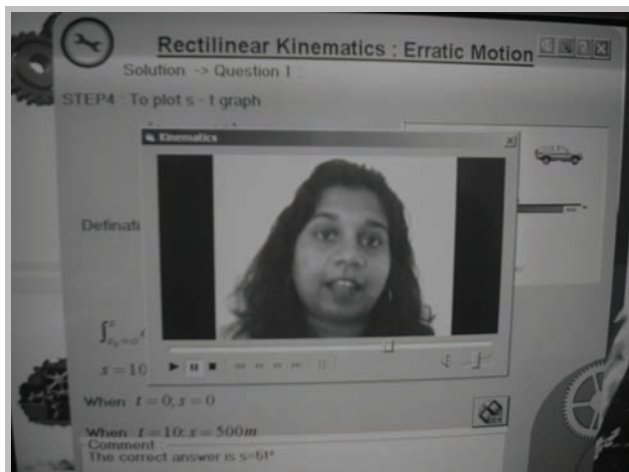 Rectilinear Kinematics : Erratic Motion
Solution -> Question 1 :
STEP4 : To plot s - t graph
Kinematics
Definati
s = 10
When t = 0; s = 0
When t = 10; s = 500m
Comment :
The correct answer is